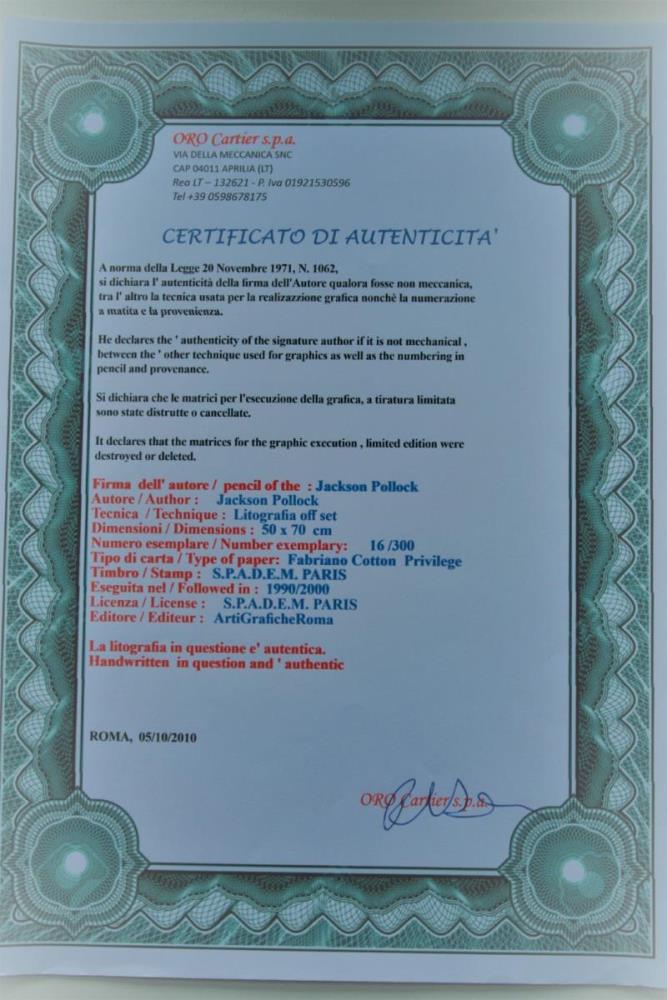 ORO Cartier s.p.a.
VIA DELLA MECCANICA SNC
CAP 04011 APRILIA (LT)
Rea LT – 132621 - P. Iva 01921530596
Tel +39 0598678175
CERTIFICATO DI AUTENTICITA'
A norma della Legge 20 Novembre 1971, N. 1062,
si dichiara l' autenticità della firma dell'Autore qualora fosse non meccanica,
tra l' altro la tecnica usata per la realizazzione grafica nonchè la numerazione
a matita e la provenienza.
He declares the ' authenticity of the signature author if it is not mechanical ,
between the ' other technique used for graphics as well as the numbering in
pencil and provenance.
Si dichiara che le matrici per l'esecuzione della grafica, a tiratura limitata
sono state distrutte o cancellate.
It declares that the matrices for the graphic execution , limited edition were
destroyed or deleted.
Firma dell' autore / pencil of the : Jackson Pollock
Autore / Author : Jackson Pollock
Tecnica / Technique : Litografia off set
Dimensioni / Dimensions : 50 x 70 cm
Numero esemplare / Number exemplary: 16 /300
Tipo di carta / Type of paper: Fabriano Cotton Privilege
Timbro / Stamp : S.P.A.D.E.M. PARIS
Eseguita nel / Followed in : 1990/2000
Licenza / License : S.P.A.D.E.M. PARIS
Editore / Editeur : ArtiGraficheRoma
La litografia in questione e' autentica.
Handwritten in question and ' authentic
ROMA, 05/10/2010
ORO Cartier s.p.a.